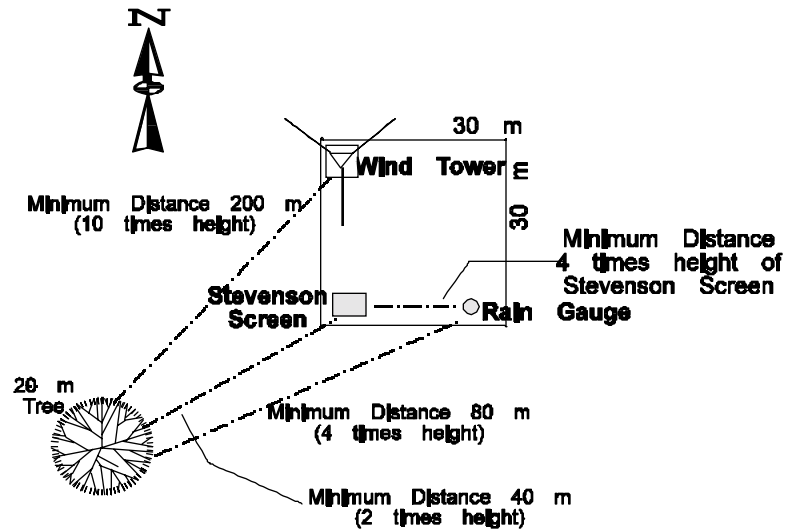 N
30 m
Wind Tower
30 m
Minimum Distance 200 m
(10 times height)
Minimum Distance
4 times height of
Stevenson Screen
Stevenson
Screen
Rain Gauge
20 m
Tree
Minimum Distance 80 m
(4 times height)
Minimum Distance 40 m
(2 times height)